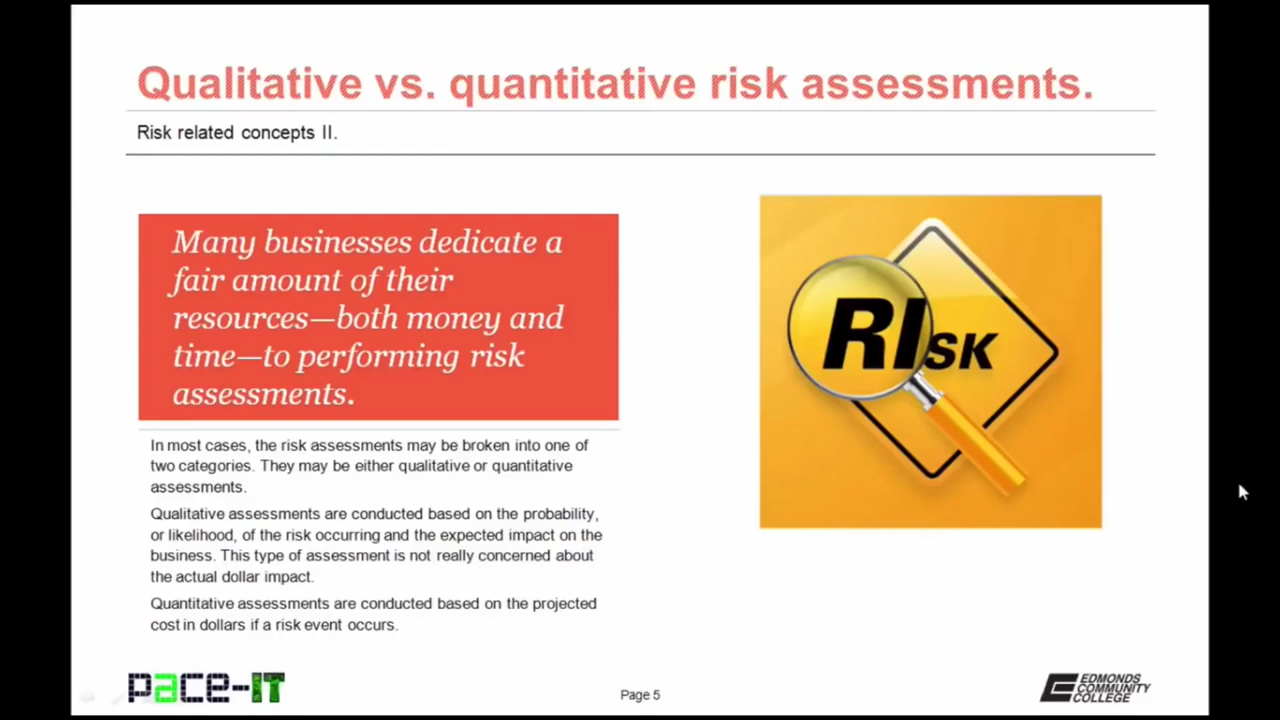 Qualitative vs. quantitative risk assessments.
Risk related concepts II.
Many businesses dedicate a
fair amount of their
resources—both money and
time—to performing risk
assessments.
RISK
In most cases, the risk assessments may be broken into one of
two categories. They may be either qualitative or quantitative
assessments.
Qualitative assessments are conducted based on the probability,
or likelihood, of the risk occurring and the expected impact on the
business. This type of assessment is not really concerned about
the actual dollar impact.
Quantitative assessments are conducted based on the projected
cost in dollars if a risk event occurs.
pace-IT
Page 5
EDMONDS
COMMUNITY
COLLEGE